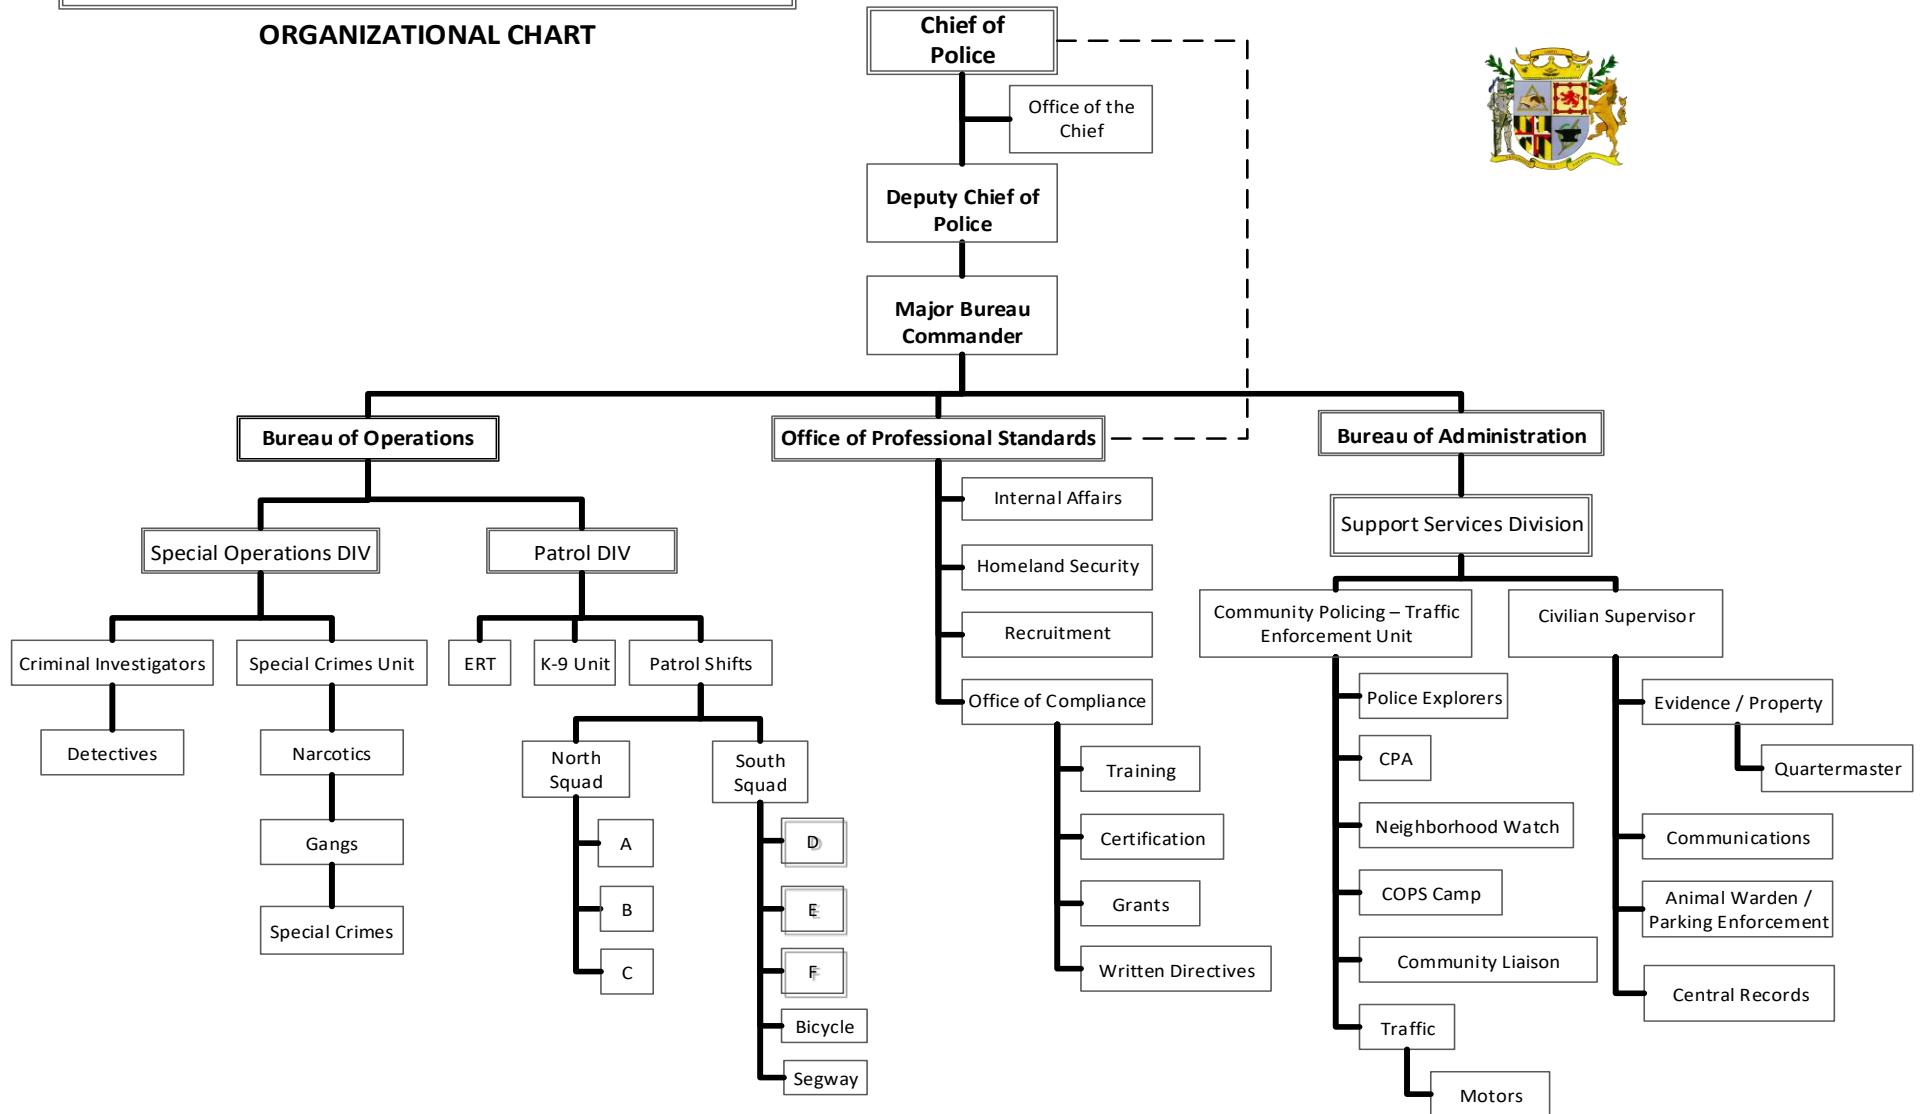 ORGANIZATIONAL CHART
Chief of
Police
Office of the
Chief
Deputy Chief of
Police
Major Bureau
Commander
Bureau of Operations
Office of Professional Standards
Bureau of Administration
Special Operations DIV
Patrol DIV
Criminal Investigators
Special Crimes Unit
ERT
K-9 Unit
Patrol Shifts
Detectives
Narcotics
Gangs
Special Crimes
North
Squad
A
B
C
South
Squad
D
E
F
Bicycle
Segway
Internal Affairs
Homeland Security
Recruitment
Office of Compliance
Training
Certification
Grants
Written Directives
Support Services Division
Community Policing – Traffic
Enforcement Unit
Police Explorers
CPA
Neighborhood Watch
COPS Camp
Community Liaison
Traffic
Motors
Civilian Supervisor
Evidence / Property
Quartermaster
Communications
Animal Warden /
Parking Enforcement
Central Records